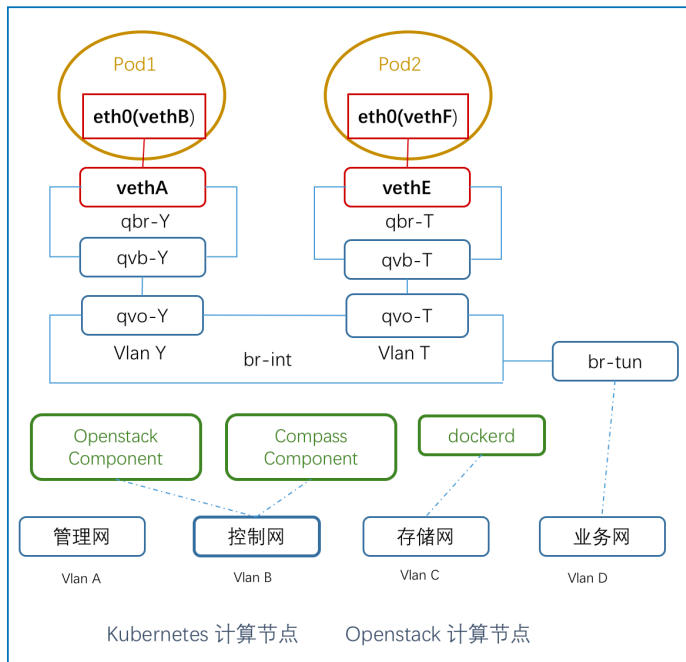 Pod1
Pod2
eth0(vethB)
eth0(vethF)
vethA
vethE
qbr-Y
qbr-T
qvb-Y
qvb-T
qvo-Y
qvo-T
Vlan Y
Vlan T
br-int
br-tun
Openstack
Component
Compass
Component
dockerd
管理网
控制网
存储网
业务网
Vlan A
Vlan B
Vlan C
Vlan D
Kubernetes 计算节点
Openstack 计算节点